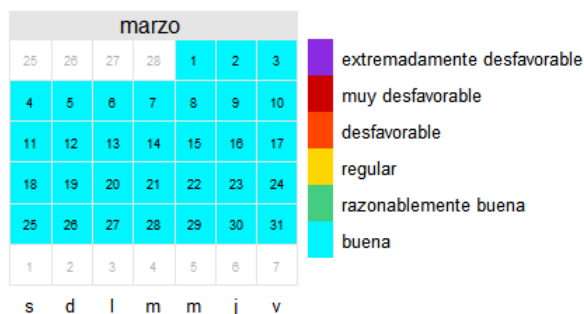 marzo
25 26 27 28 1 2 3
4 5 6 7 8 9 10
11 12 13 14 15 16 17
18 19 20 21 22 23 24
25 26 27 28 29 30 31
1 2 3 4 5 6 7
s d l m m j v
extremadamente desfavorable
muy desfavorable
desfavorable
regular
razonablemente buena
buena